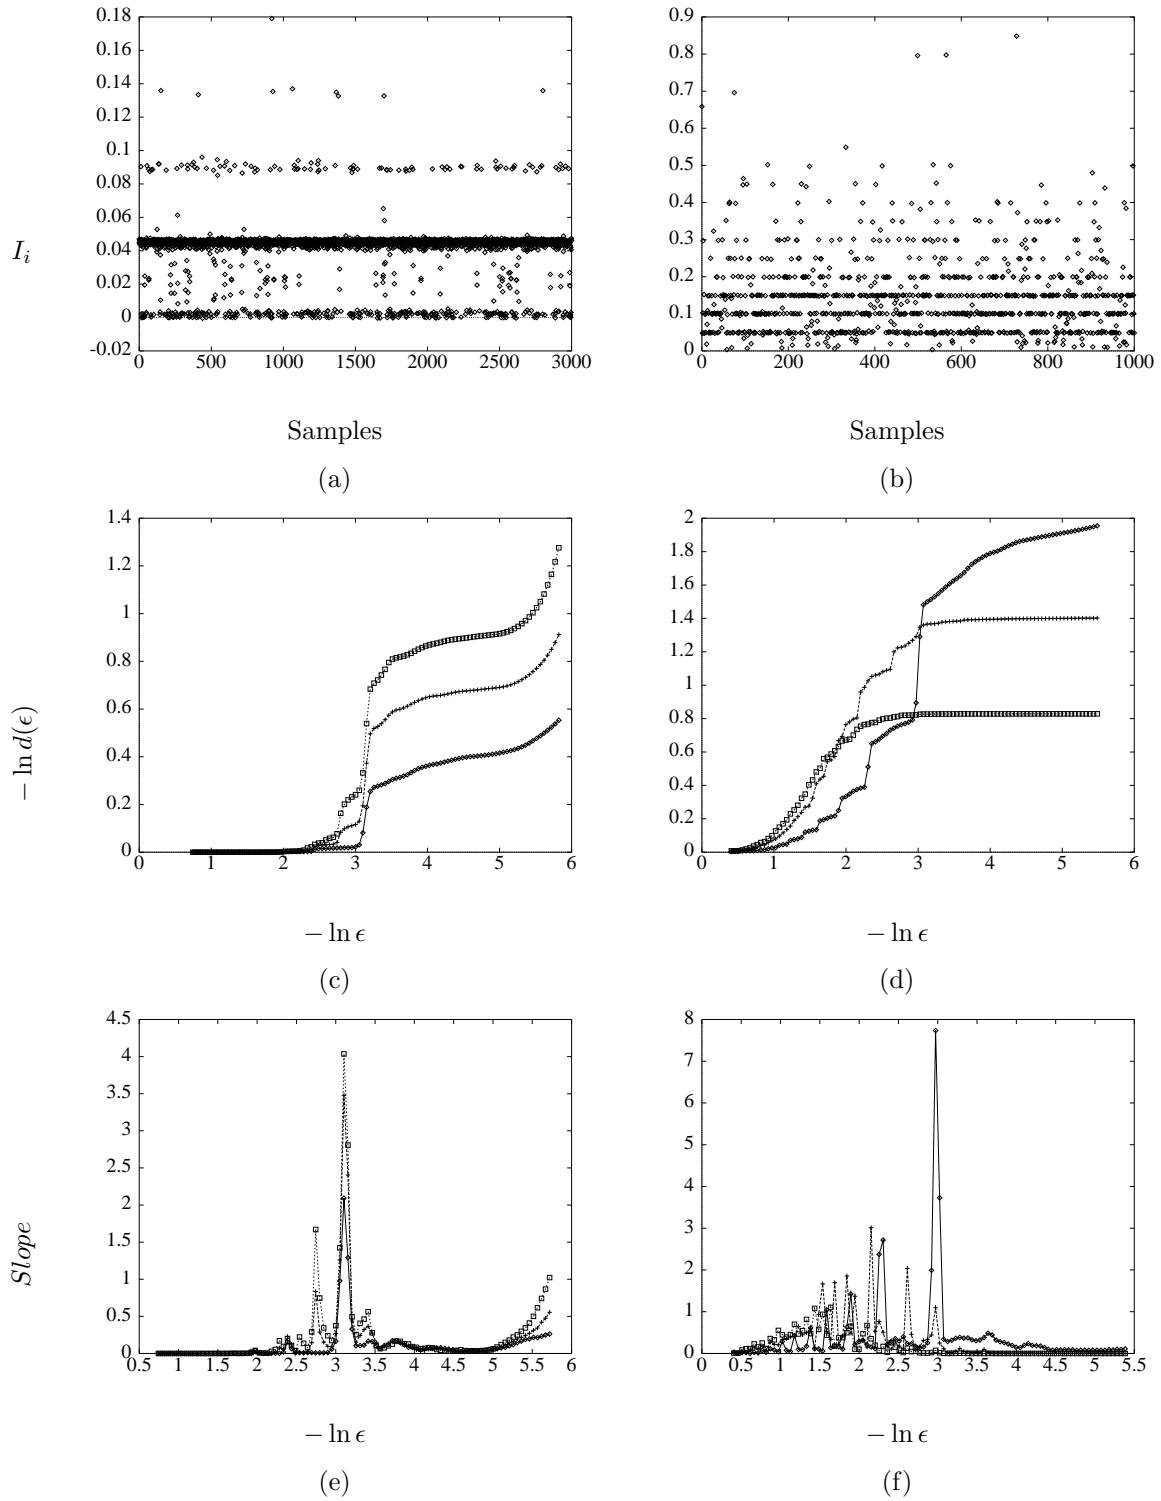 0.18
0.16
0.14
0.12
0.1
0.08
0.06
0.04
0.02
0
-0.02
0 500 1000 1500 2000 2500 3000
I_i
Samples
(a)
0.9
0.8
0.7
0.6
0.5
0.4
0.3
0.2
0.1
0
0 200 400 600 800 1000
Samples
(b)
1.4
1.2
1
0.8
0.6
0.4
0.2
0
0 1 2 3 4 5 6
− ln d(ϵ)
− ln ϵ
(c)
2
1.8
1.6
1.4
1.2
1
0.8
0.6
0.4
0.2
0
0 1 2 3 4 5 6
− ln ϵ
(d)
4.5
4
3.5
3
2.5
2
1.5
1
0.5
0
0.5 1 1.5 2 2.5 3 3.5 4 4.5 5 5.5 6
Slope
− ln ϵ
(e)
8
7
6
5
4
3
2
1
0
0 0.5 1 1.5 2 2.5 3 3.5 4 4.5 5 5.5
− ln ϵ
(f)